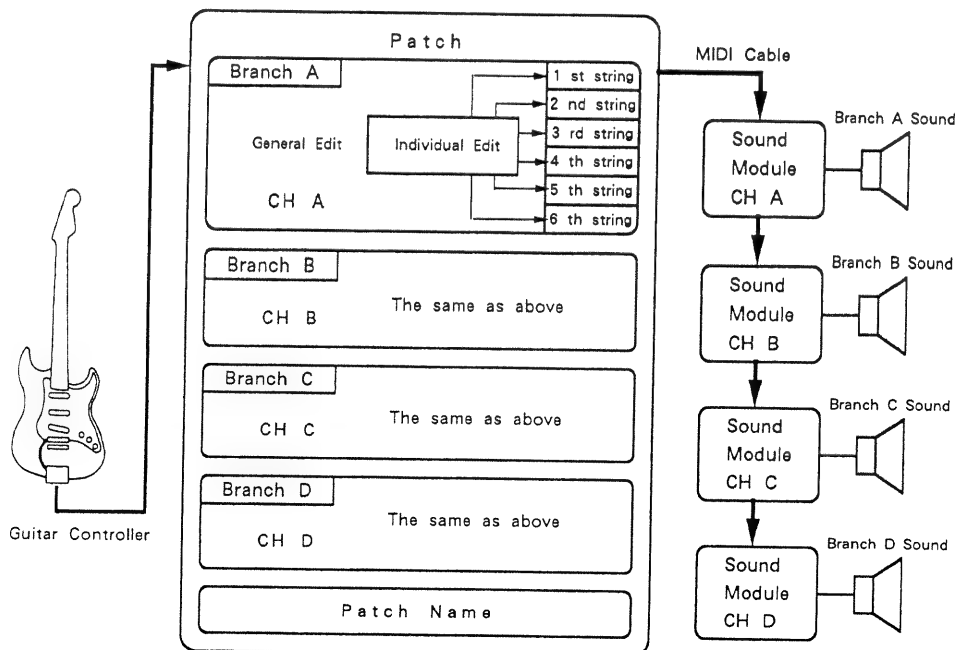 Patch
Branch A
General Edit
CH A
Individual Edit
1 st string
2 nd string
3 rd string
4 th string
5 th string
6 th string
Branch B
CH B
The same as above
Branch C
CH C
The same as above
Branch D
CH D
The same as above
Patch Name
Guitar Controller
MIDI Cable
Sound
Module
CH A
Branch A Sound
Sound
Module
CH B
Branch B Sound
Sound
Module
CH C
Branch C Sound
Sound
Module
CH D
Branch D Sound